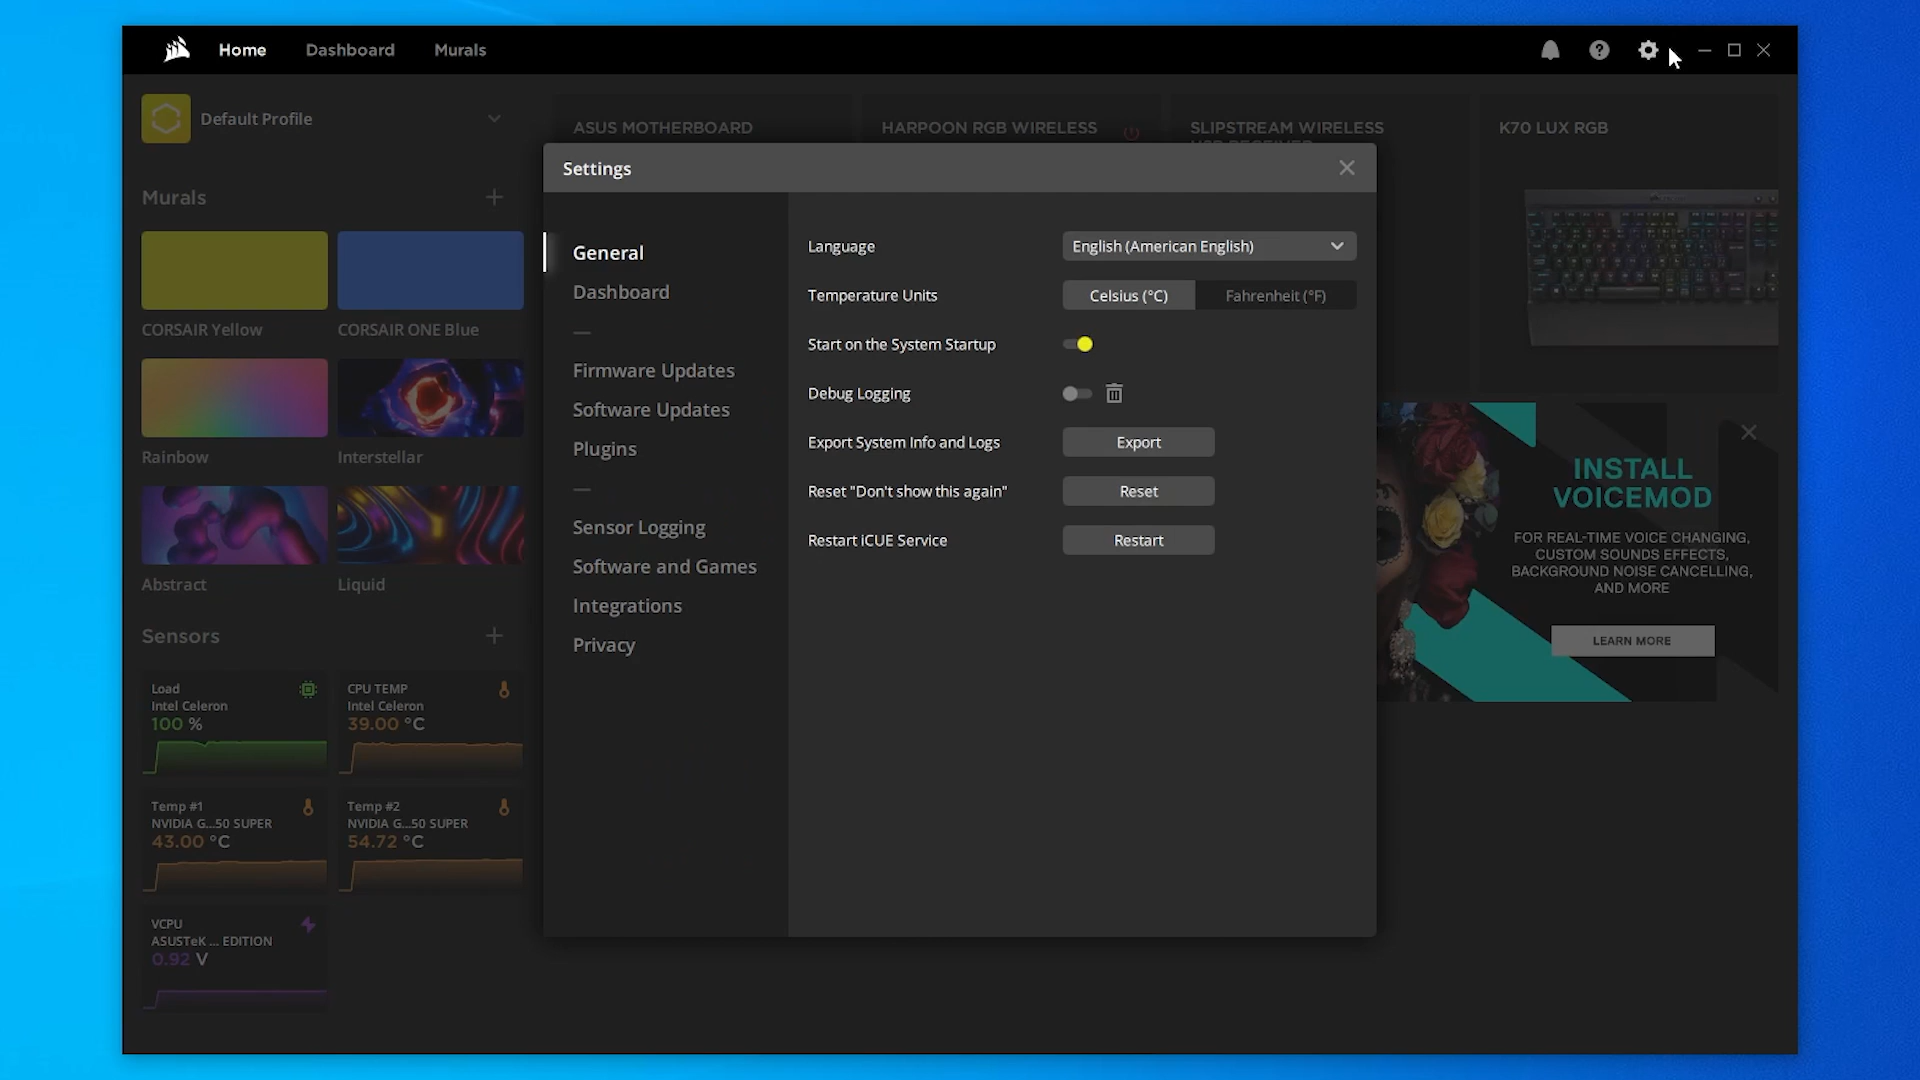 Home
Dashboard
Murals
Default Profile
ASUS MOTHERBOARD
HARPOON RGB WIRELESS
SLIPSTREAM WIRELESS
K70 LUX RGB
Settings
Murals
CORSAIR Yellow
CORSAIR ONE Blue
Rainbow
Interstellar
Abstract
Liquid
Sensors
Load
Intel Celeron
100 %
CPU TEMP
Intel Celeron
39.00 °C
Temp #1
NVIDIA G...50 SUPER
43.00 °C
Temp #2
NVIDIA G...50 SUPER
54.72 °C
VCPU
ASUSTeK ... EDITION
0.92 V
General
Dashboard
Firmware Updates
Software Updates
Plugins
Sensor Logging
Software and Games
Integrations
Privacy
Language
English (American English)
Temperature Units
Celsius (°C)
Fahrenheit (°F)
Start on the System Startup
Debug Logging
Export System Info and Logs
Export
Reset "Don't show this again"
Reset
Restart iCUE Service
Restart
INSTALL
VOICEMOD
FOR REAL-TIME VOICE CHANGING,
CUSTOM SOUNDS EFFECTS,
BACKGROUND NOISE CANCELLING,
AND MORE
LEARN MORE